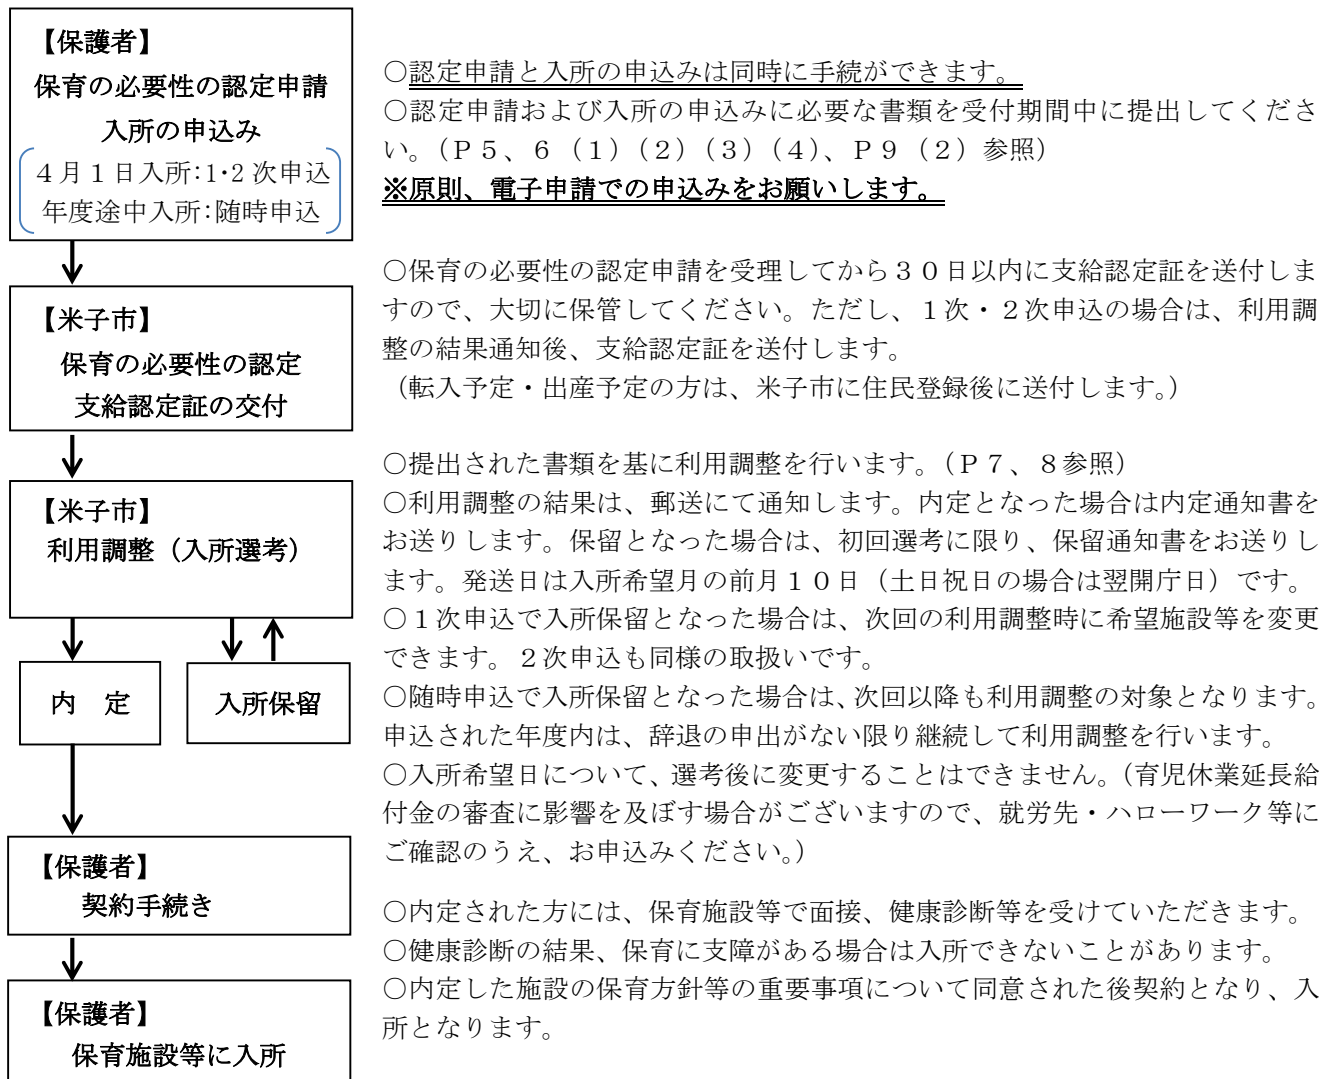 【保護者】
保育の必要性の認定申請
入所の申込み
４月１日入所：1・2次申込
年度途中入所：随時申込
○認定申請と入所の申込みは同時に手続ができます。
○認定申請および入所の申込みに必要な書類を受付期間中に提出してくださ
い。（Ｐ５、６（１）（２）（３）（４）、Ｐ９（２）参照）
※原則、電子申請での申込みをお願いします。
【米子市】
保育の必要性の認定
支給認定証の交付
○保育の必要性の認定申請を受理してから３０日以内に支給認定証を送付しま
すので、大切に保管してください。ただし、１次・２次申込の場合は、利用調
整の結果通知後、支給認定証を送付します。
（転入予定・出産予定の方は、米子市に住民登録後に送付します。）
【米子市】
利用調整（入所選考）
内　定
入所保留
○提出された書類を基に利用調整を行います。（Ｐ７、８参照）
○利用調整の結果は、郵送にて通知します。内定となった場合は内定通知書を
お送りします。保留となった場合は、初回選考に限り、保留通知書をお送りし
ます。発送日は入所希望月の前月１０日（土日祝日の場合は翌開庁日）です。
○１次申込で入所保留となった場合は、次回の利用調整時に希望施設等を変更
できます。２次申込も同様の取扱いです。
○随時申込で入所保留となった場合は、次回以降も利用調整の対象となります。
申込された年度内は、辞退の申出がない限り継続して利用調整を行います。
○入所希望日について、選考後に変更することはできません。（育児休業延長給
付金の審査に影響を及ぼす場合がございますので、就労先・ハローワーク等に
ご確認のうえ、お申込みください。）
【保護者】
契約手続き
○内定された方には、保育施設等で面接、健康診断等を受けていただきます。
○健康診断の結果、保育に支障がある場合は入所できないことがあります。
○内定した施設の保育方針等の重要事項について同意された後契約となり、入
所となります。
【保護者】
保育施設等に入所